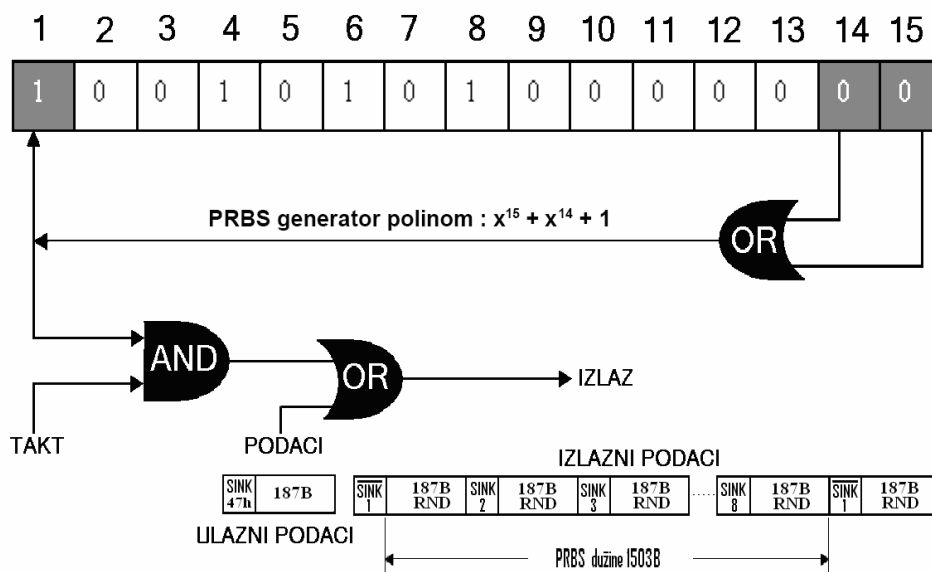 1 2 3 4 5 6 7 8 9 10 11 12 13 14 15
1 0 0 1 0 1 0 1 0 0 0 0 0 0 0
PRBS generator polinom : x¹⁵ + x¹⁴ + 1
OR
AND
OR
IZLAZ
TAKT
PODACI
IZLAZNI PODACI
SINK 47h
187B
SINK 1
187B RND
SINK 2
187B RND
SINK 3
187B RND
SINK 8
187B RND
SINK 1
187B RND
ULAZNI PODACI
PRBS dužine 1503B